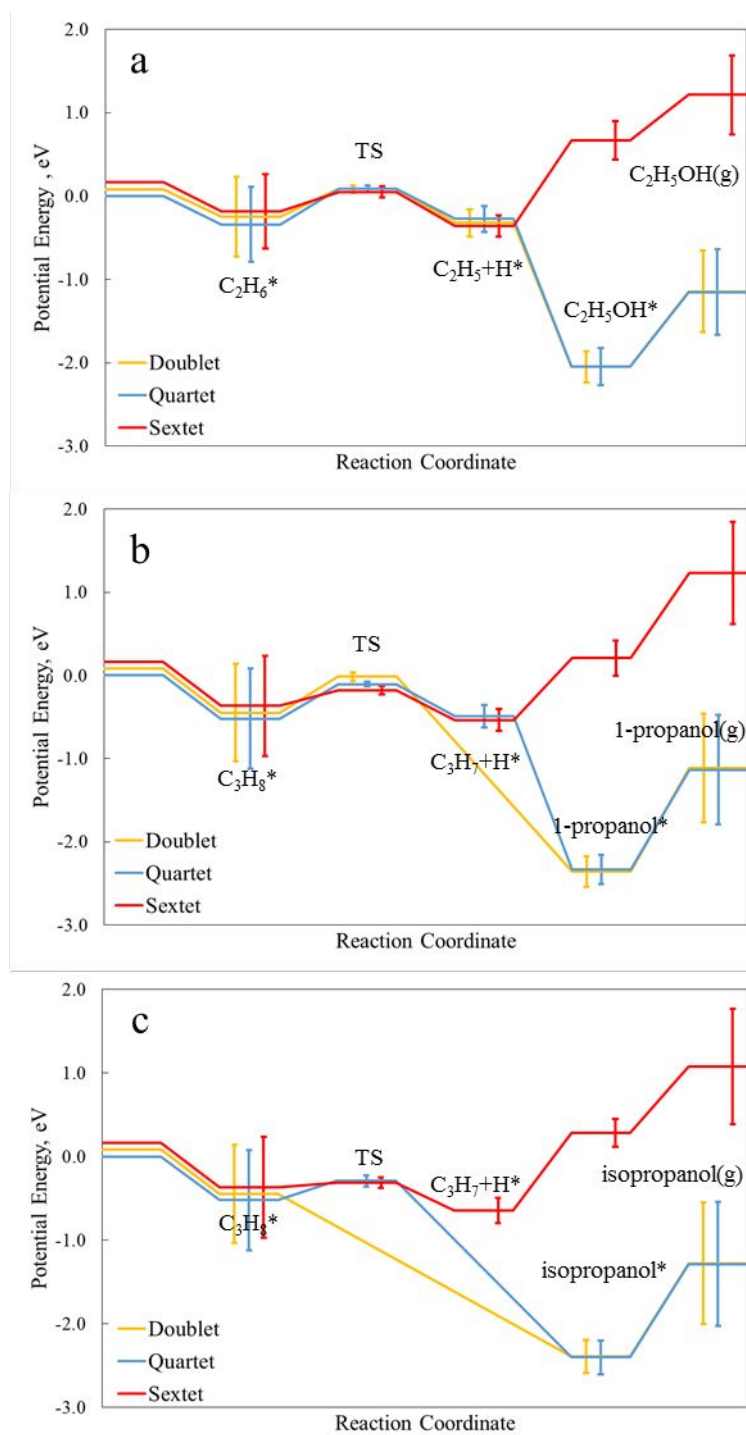 a
2.0
1.0
0.0
-1.0
-2.0
-3.0
Potential Energy , eV
TS
C₂H₅OH(g)
C₂H₆*
C₂H₅+H*
C₂H₅OH*
Doublet
Quartet
Sextet
Reaction Coordinate
b
2.0
1.0
0.0
-1.0
-2.0
-3.0
Potential Energy, eV
TS
1-propanol(g)
C₃H₇+H*
C₃H₈*
1-propanol*
Doublet
Quartet
Sextet
Reaction Coordinate
c
2.0
1.0
0.0
-1.0
-2.0
-3.0
Potential Energy, eV
TS
C₃H₇+H*
isopropanol(g)
C₃H₈*
isopropanol*
Doublet
Quartet
Sextet
Reaction Coordinate